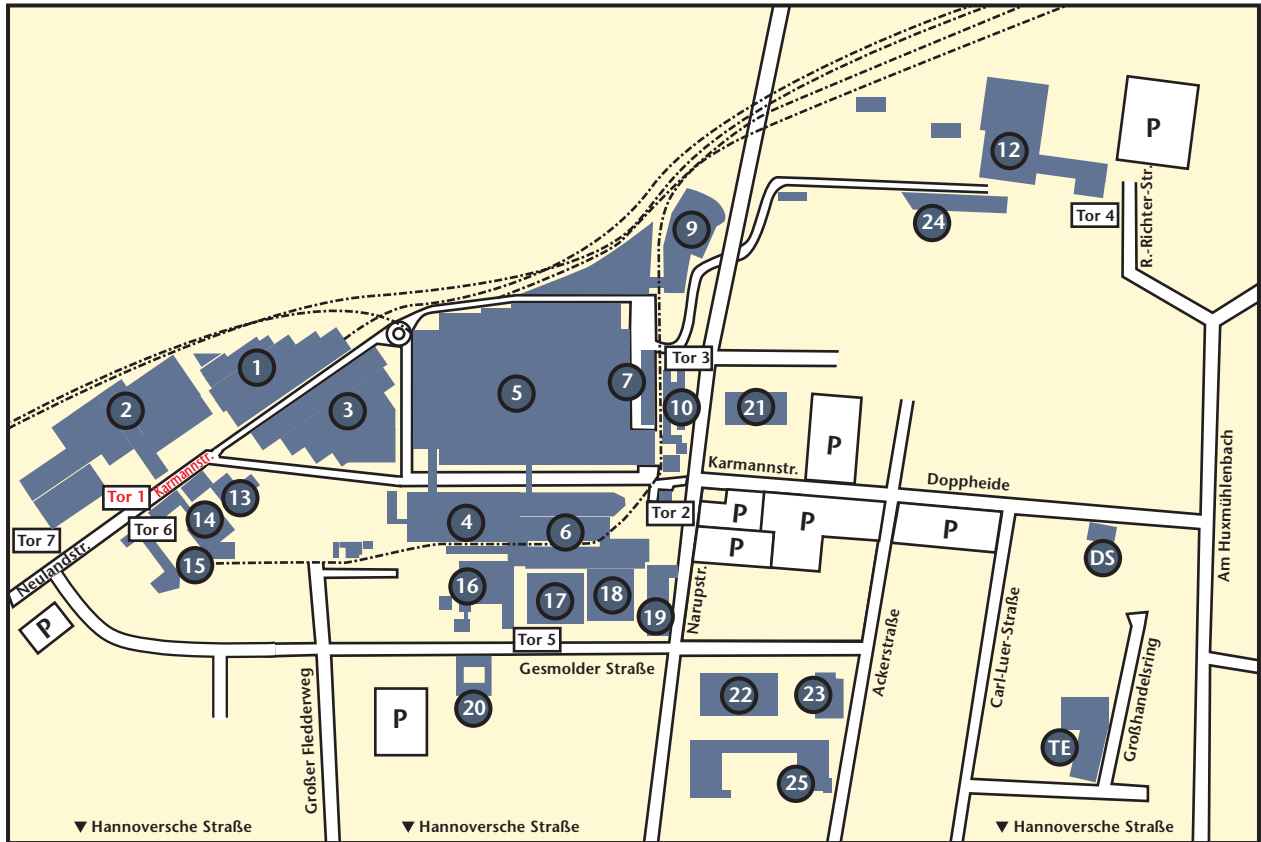 P
12
Tor 4
24
R.-Richter-Str.
9
Tor 3
1
7
5
10
21
2
3
P
Karmannstr.
Doppheide
Am Huxmühlenbach
Karmannstr.
Tor 1
13
Tor 6
14
4
6
Tor 2
P
P
P
P
Tor 7
15
DS
Neulandstr.
16
17
18
19
Narupstr.
P
Tor 5
Gesmolder Straße
Ackerstraße
Carl-Luer-Straße
Großhandelsring
Großer Fledderweg
P
20
22
23
25
TE
▼ Hannoversche Straße
▼ Hannoversche Straße
▼ Hannoversche Straße